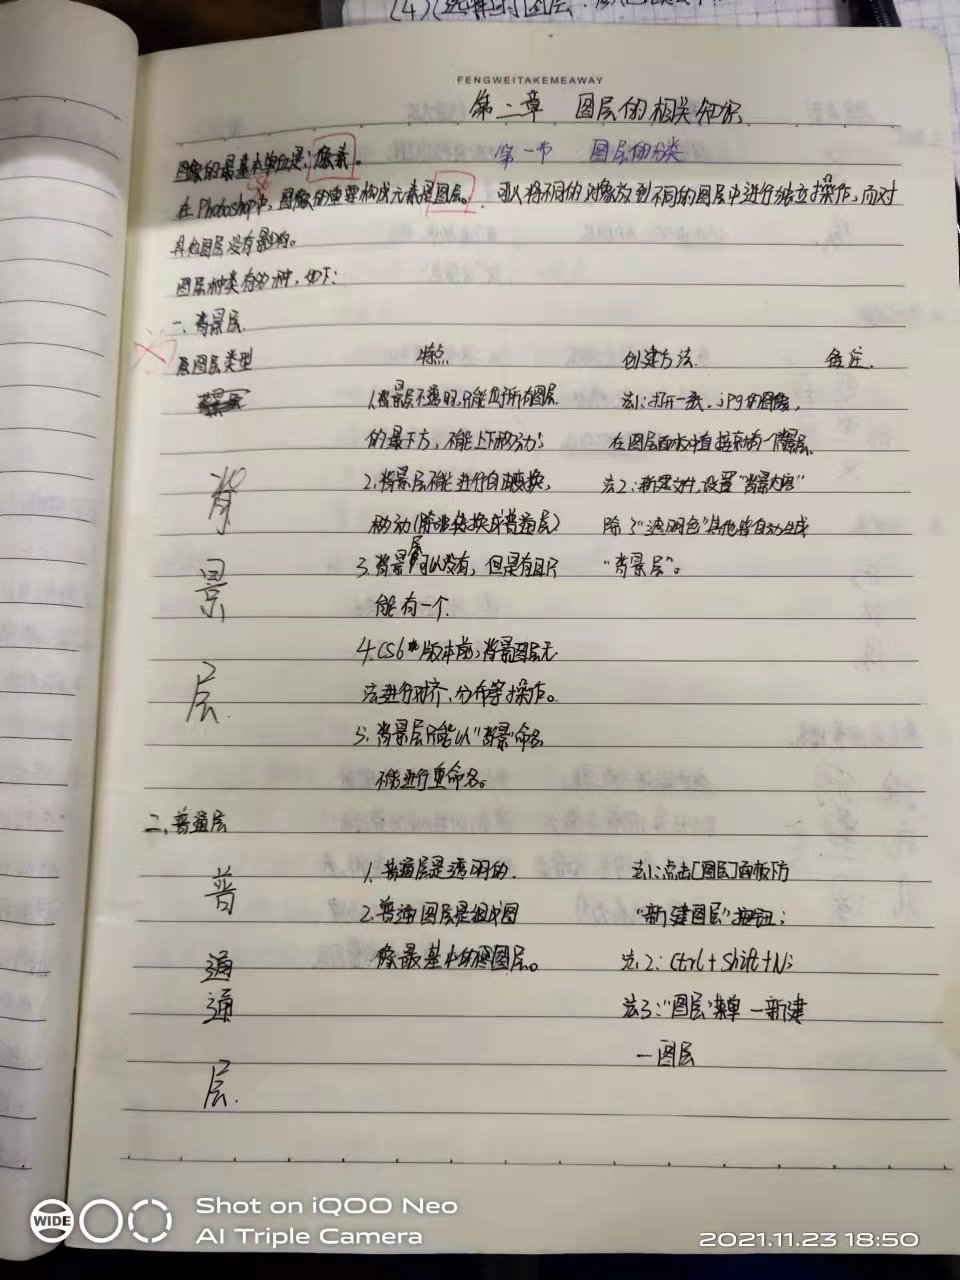 FENGWEITAKEMEAWAY
第二章 图层的相关知识
第一节 图层的分类
图像的最基本单位是：像素。
在Photoshop中，图像的重要构成元素是图层。可以将不同的对象放到不同的图层中进行独立操作，而对
其他图层没有影响。
图层种类有 种，如下：
一、背景层
图层类型 特点 创建方法 备注
背景层
1.背景层不透明，只能位于所有图层
的最下方，不能上下移动；
2.背景层不能进行自由变换，
移动（除非转换成普通层）
3.背景层可以没有，但是有且只
能有一个.
4.CS6 版本前，背景图层无
法进行对齐、分布等操作。
5.背景层只能以"背景"命名
不能进行重命名。
法1：打开一张.jpg的图像，
在图层面板中直接就有一个背景层.
法2：新建文件，设置"背景内容"
除了"透明色"其他皆自动生成
"背景层"。
二、普通层
普通通层
1.普通层是透明的.
2.普通图层是组成图
像最基本的图层。
法1：点击[图层]面板下方
"新建图层"按钮；
法2：Ctrl+Shift+N；
法3："图层"菜单—新建
—图层
WIDE
Shot on iQOO Neo
AI Triple Camera
2021.11.23 18:50